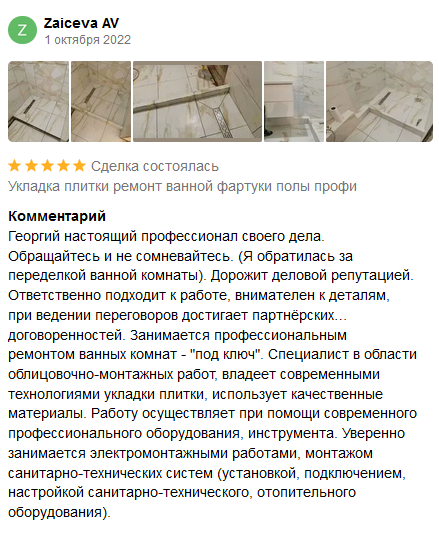 Z
Zaiceva AV
1 октября 2022
Сделка состоялась
Укладка плитки ремонт ванной фартуки полы профи
Комментарий
Георгий настоящий профессионал своего дела.
Обращайтесь и не сомневайтесь. (Я обратилась за
переделкой ванной комнаты). Дорожит деловой репутацией.
Ответственно подходит к работе, внимателен к деталям,
при ведении переговоров достигает партнёрских...
договоренностей. Занимается профессиональным
ремонтом ванных комнат - "под ключ". Специалист в области
облицовочно-монтажных работ, владеет современными
технологиями укладки плитки, использует качественные
материалы. Работу осуществляет при помощи современного
профессионального оборудования, инструмента. Уверенно
занимается электромонтажными работами, монтажом
санитарно-технических систем (установкой, подключением,
настройкой санитарно-технического, отопительного
оборудования).